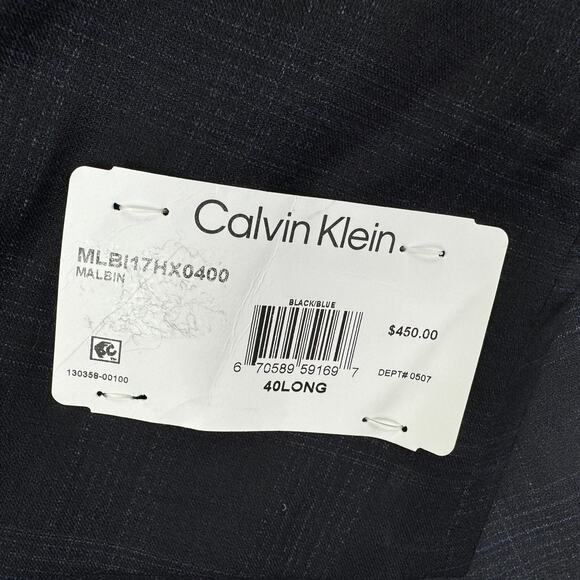 Calvin Klein
MLBI17HX0400
MALBIN
BLACK/BLUE
$450.00
6 70589 59169 7
DEPT# 0507
40LONG
130359-00100